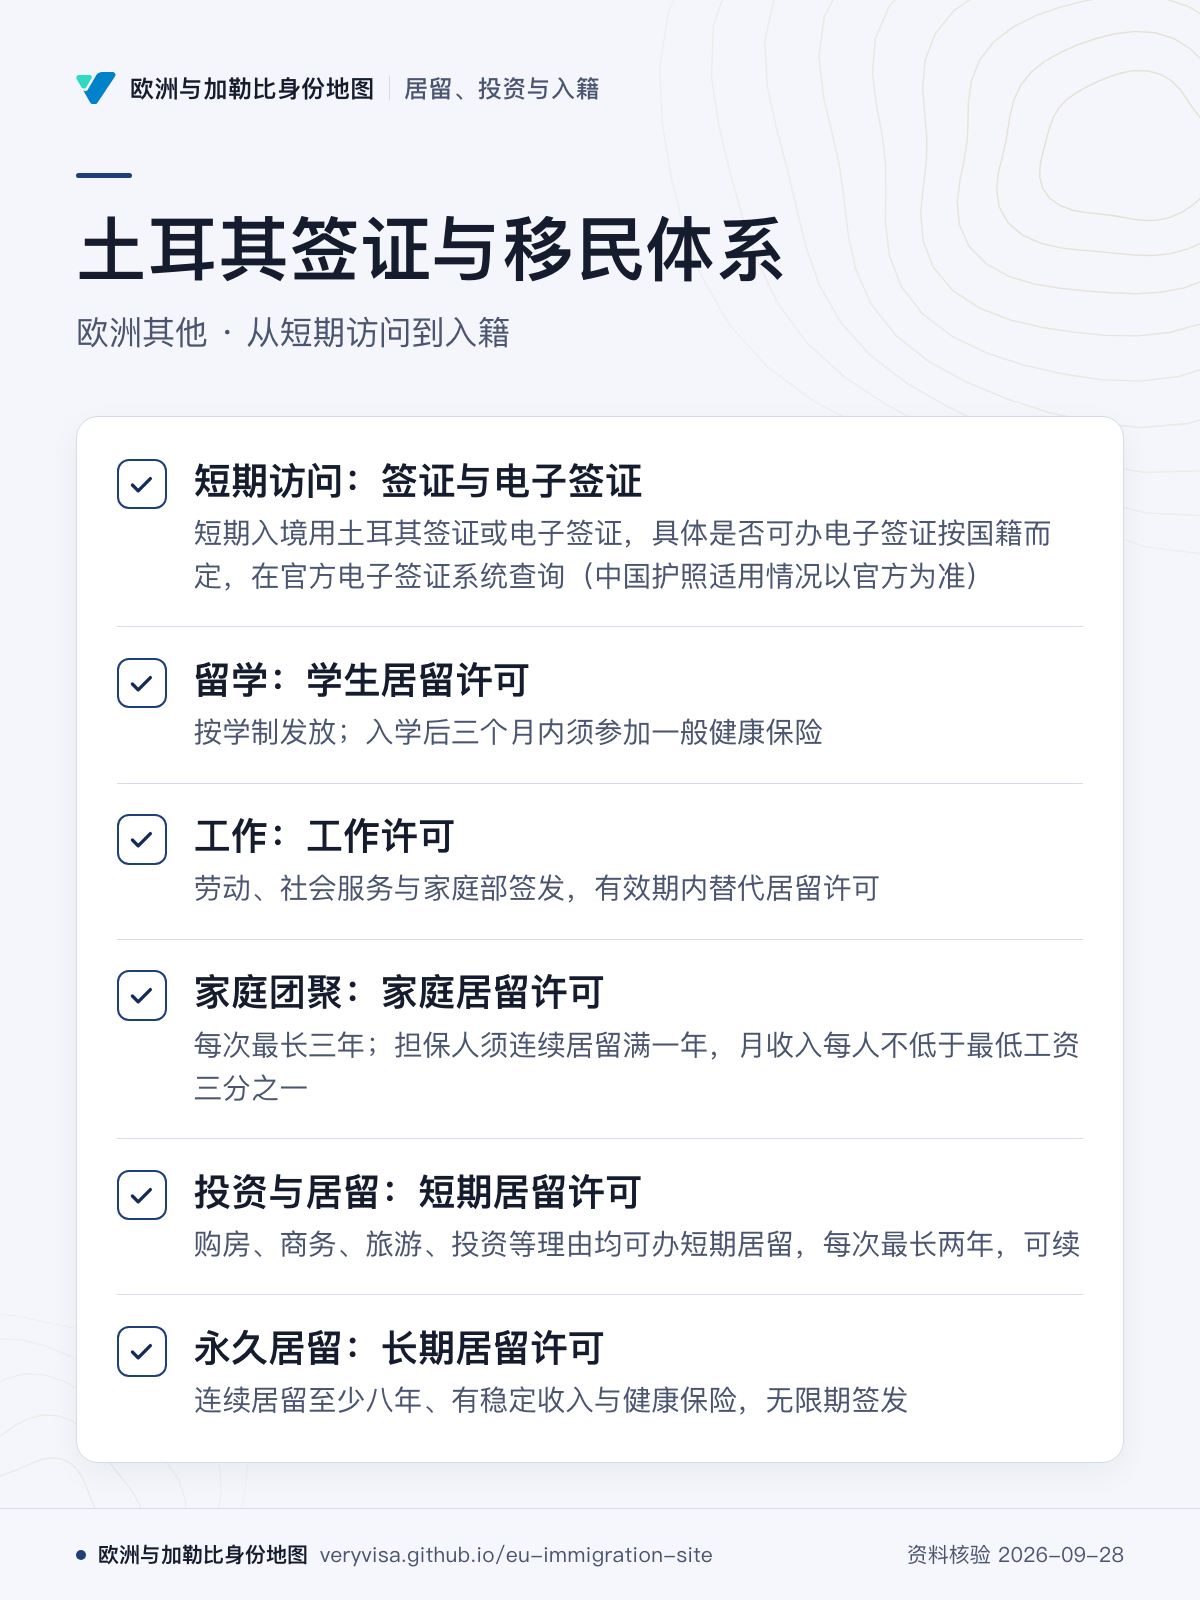 欧洲与加勒比身份地图 居留、投资与入籍
土耳其签证与移民体系
欧洲其他 · 从短期访问到入籍
短期访问：签证与电子签证
短期入境用土耳其签证或电子签证，具体是否可办电子签证按国籍而
定，在官方电子签证系统查询（中国护照适用情况以官方为准）
留学：学生居留许可
按学制发放；入学后三个月内须参加一般健康保险
工作：工作许可
劳动、社会服务与家庭部签发，有效期内替代居留许可
家庭团聚：家庭居留许可
每次最长三年；担保人须连续居留满一年，月收入每人不低于最低工资
三分之一
投资与居留：短期居留许可
购房、商务、旅游、投资等理由均可办短期居留，每次最长两年，可续
永久居留：长期居留许可
连续居留至少八年、有稳定收入与健康保险，无限期签发
欧洲与加勒比身份地图 veryvisa.github.io/eu-immigration-site 资料核验 2026-09-28